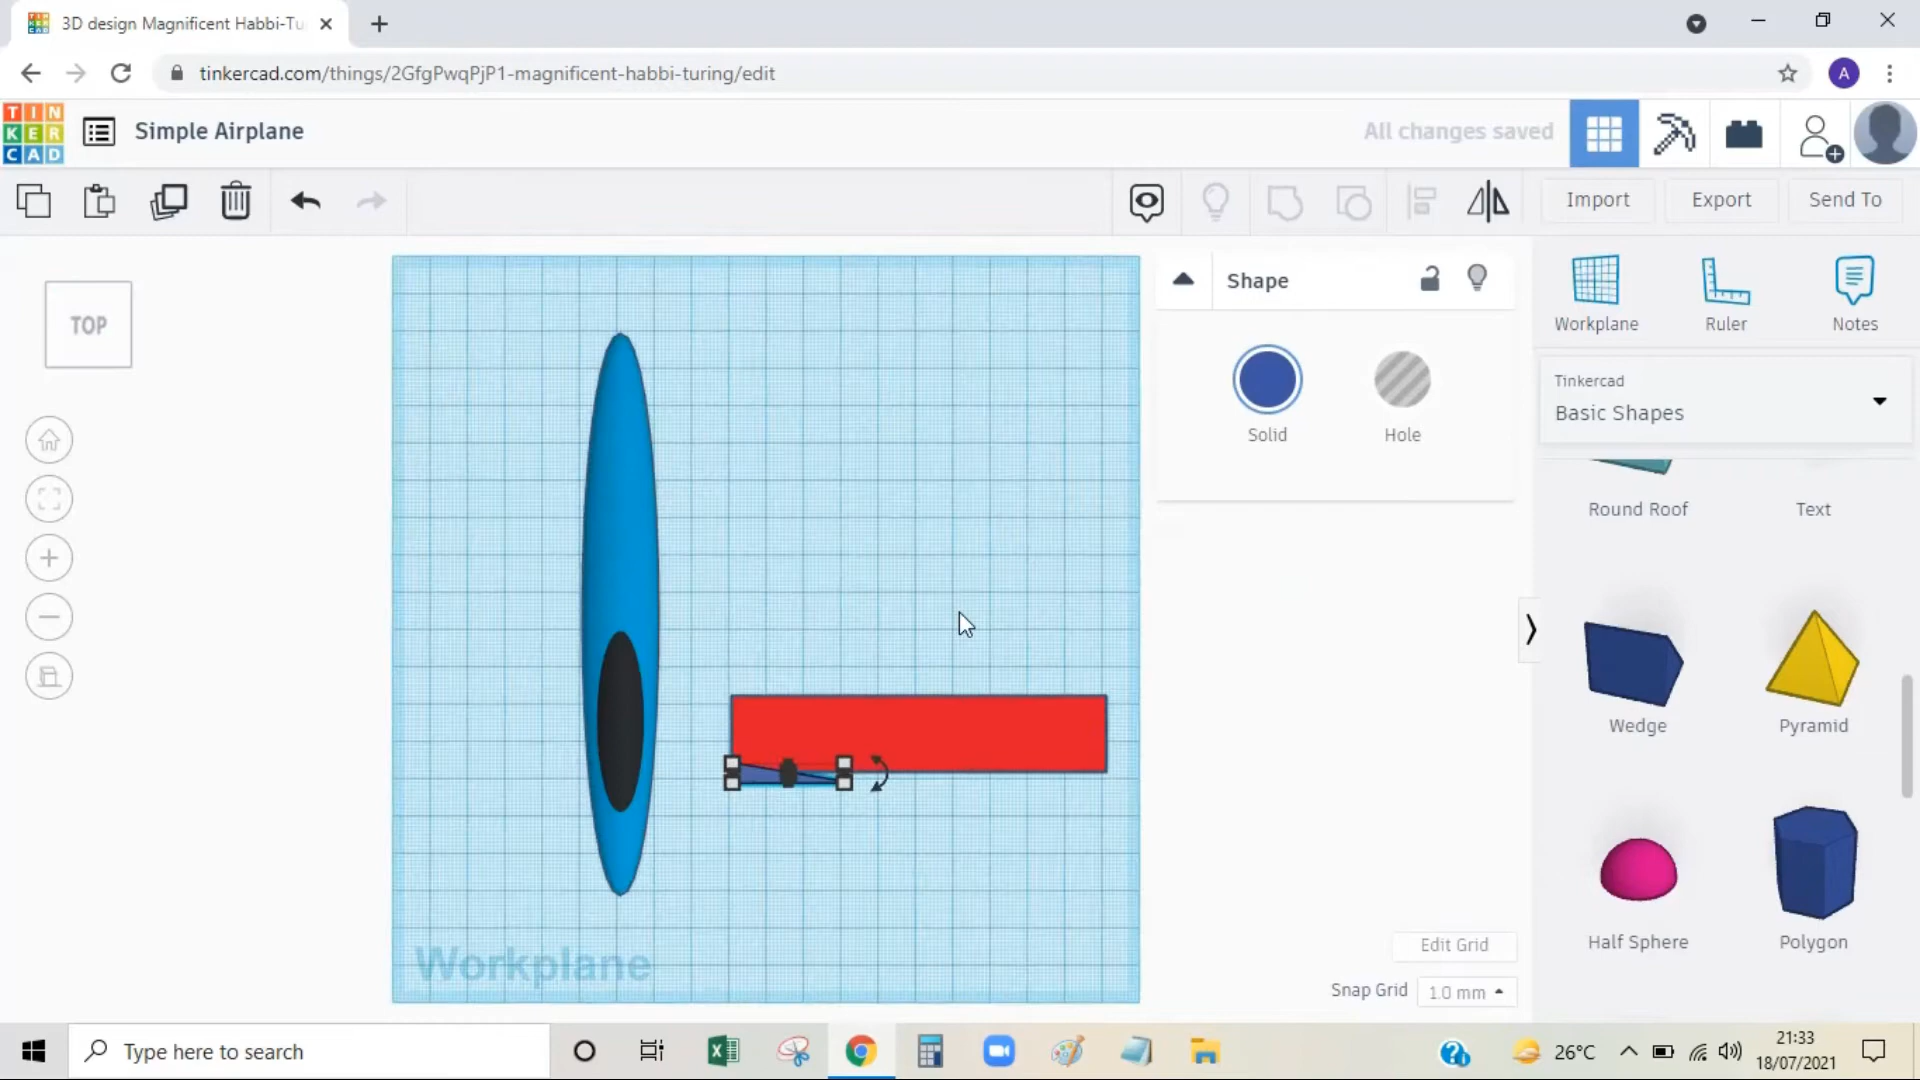 3D design Magnificent Habbi-Tu
tinkercad.com/things/2GfgPwqPjP1-magnificent-habbi-turing/edit
TIN
KER
CAD
Simple Airplane
All changes saved
A
Import
Export
Send To
TOP
Shape
Solid
Hole
Workplane
Ruler
Notes
Tinkercad
Basic Shapes
Round Roof
Text
Wedge
Pyramid
Half Sphere
Polygon
Workplane
Edit Grid
Snap Grid
1.0 mm
Type here to search
26°C
21:33
18/07/2021